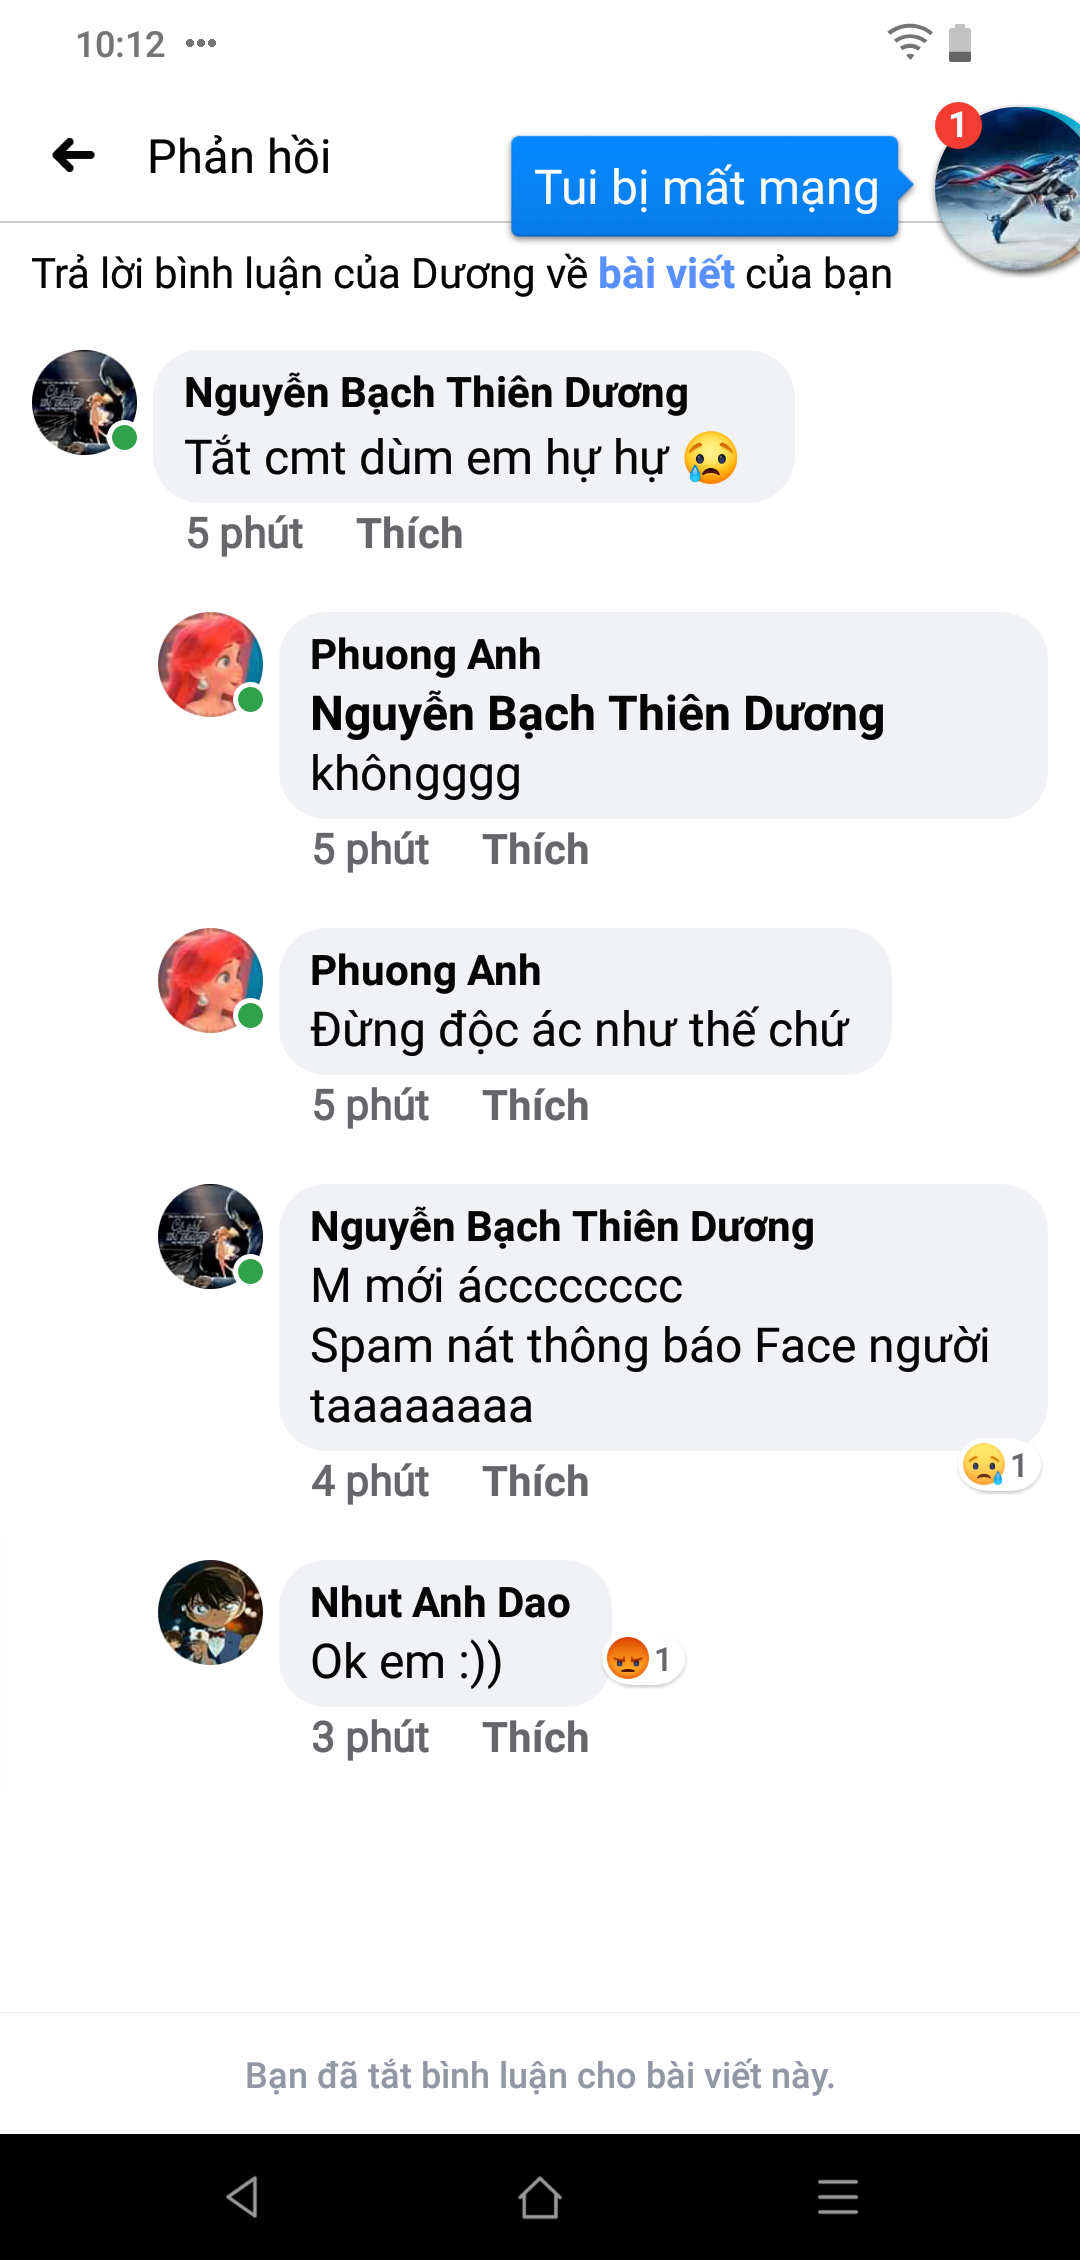 10:12
1
Phản hồi
Tui bị mất mạng
Trả lời bình luận của Dương về bài viết của bạn
Nguyễn Bạch Thiên Dương
Tắt cmt dùm em hự hự 😢
5 phút Thích
Phuong Anh
Nguyễn Bạch Thiên Dương
khôngggg
5 phút Thích
Phuong Anh
Đừng độc ác như thế chứ
5 phút Thích
Nguyễn Bạch Thiên Dương
M mới ácccccccc
Spam nát thông báo Face người
taaaaaaaa
4 phút Thích
1
Nhut Anh Dao
Ok em :))
1
3 phút Thích
Bạn đã tắt bình luận cho bài viết này.